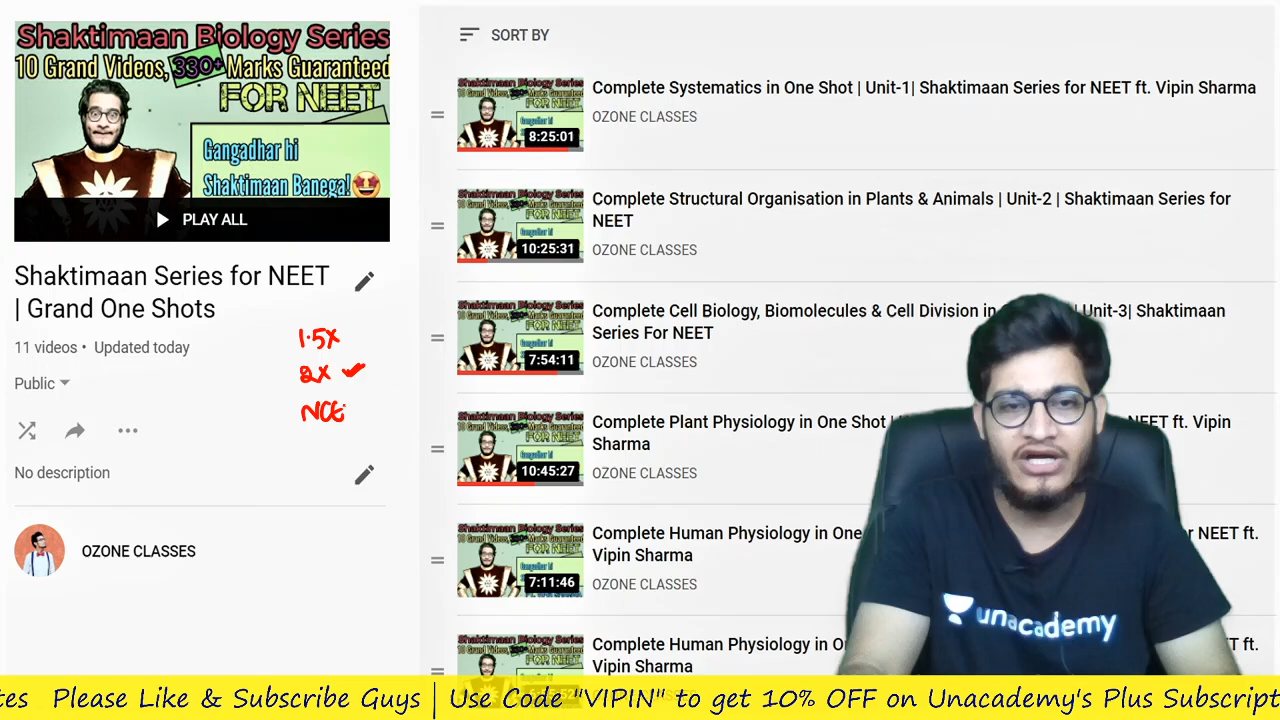 Shaktimaan Biology Series
10 Grand Videos, 330+ Marks Guaranteed
FOR NEET
Gangadhar hi
Shaktimaan Banega!
PLAY ALL
Shaktimaan Series for NEET
| Grand One Shots
11 videos • Updated today
Public
No description
OZONE CLASSES
1.5x
2x
NCE
SORT BY
8:25:01
Complete Systematics in One Shot | Unit-1| Shaktimaan Series for NEET ft. Vipin Sharma
OZONE CLASSES
10:25:31
Complete Structural Organisation in Plants & Animals | Unit-2 | Shaktimaan Series for
NEET
OZONE CLASSES
7:54:11
Complete Cell Biology, Biomolecules & Cell Division in Unit-3| Shaktimaan
Series For NEET
OZONE CLASSES
10:45:27
Complete Plant Physiology in One Shot | NEET ft. Vipin
Sharma
OZONE CLASSES
7:11:46
Complete Human Physiology in One or NEET ft.
Vipin Sharma
OZONE CLASSES
Complete Human Physiology in On T ft.
Vipin Sharma
unacademy
tes Please Like & Subscribe Guys | Use Code "VIPIN" to get 10% OFF on Unacademy's Plus Subscript